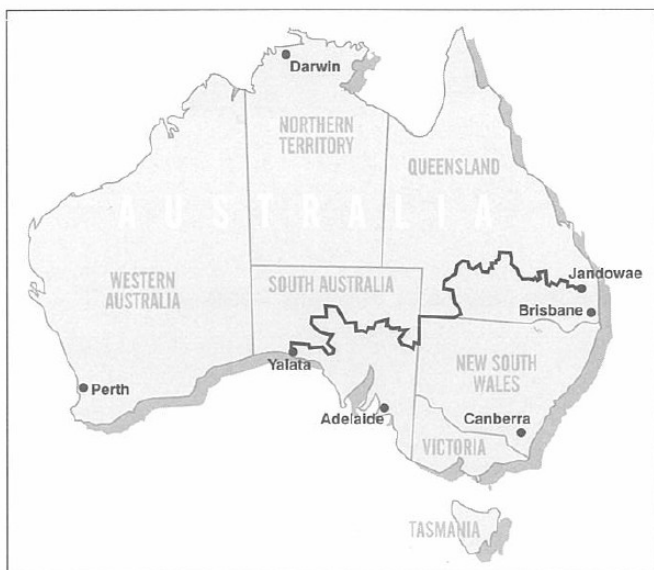 Darwin
NORTHERN
TERRITORY
QUEENSLAND
AUSTRALIA
WESTERN
AUSTRALIA
SOUTH AUSTRALIA
Jandowae
Brisbane
Yalata
NEW SOUTH
WALES
Perth
Adelaide
Canberra
VICTORIA
TASMANIA